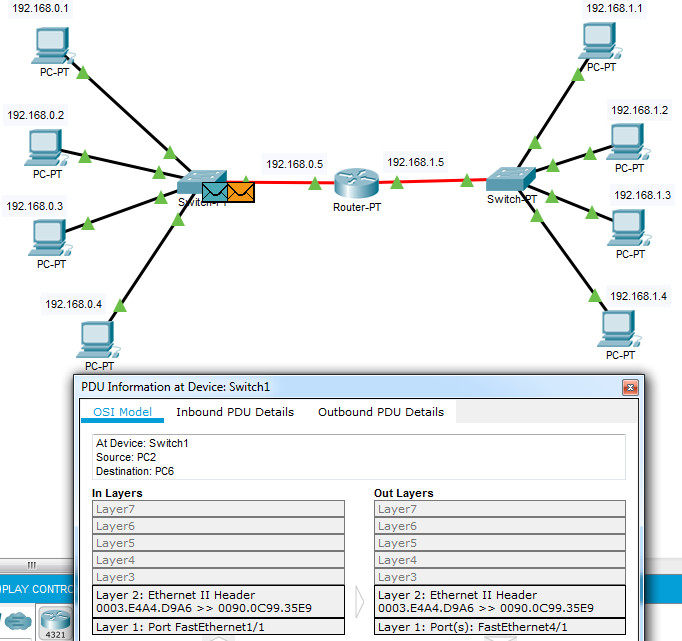 192.168.0.1
192.168.1.1
PC-PT
PC-PT
192.168.0.2
192.168.1.2
PC-PT
PC-PT
192.168.0.5
192.168.1.5
192.168.0.3
192.168.1.3
Switch-PT
Router-PT
Switch-PT
PC-PT
PC-PT
192.168.0.4
192.168.1.4
PC-PT
PC-PT
PDU Information at Device: Switch1
OSI Model
Inbound PDU Details
Outbound PDU Details
At Device: Switch1
Source: PC2
Destination: PC6
In Layers
Layer7
Layer6
Layer5
Layer4
Layer3
Layer 2: Ethernet II Header
0003.E4A4.D9A6 >> 0090.0C99.35E9
Layer 1: Port FastEthernet1/1
Out Layers
Layer7
Layer6
Layer5
Layer4
Layer3
Layer 2: Ethernet II Header
0003.E4A4.D9A6 >> 0090.0C99.35E9
Layer 1: Port(s): FastEthernet4/1
PLAY CONTRO
4321